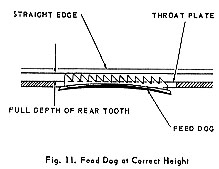 STRAIGHT EDGE
THROAT PLATE
FULL DEPTH OF REAR TOOTH
FEED DOG
Fig. 11. Feed Dog at Correct Height